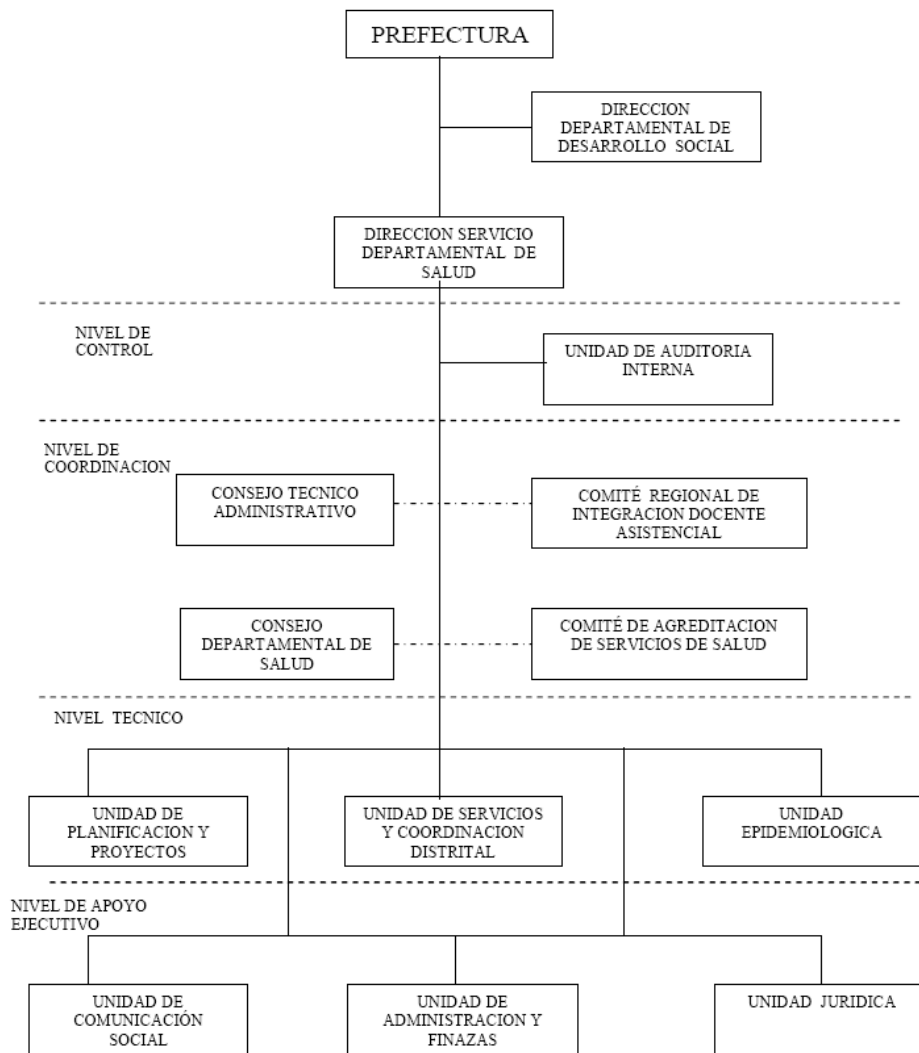 PREFECTURA
DIRECCION
DEPARTAMENTAL DE
DESARROLLO SOCIAL
DIRECCION SERVICIO
DEPARTAMENTAL DE
SALUD
NIVEL DE
CONTROL
UNIDAD DE AUDITORIA
INTERNA
NIVEL DE
COORDINACION
CONSEJO TECNICO
ADMINISTRATIVO
COMITÉ REGIONAL DE
INTEGRACION DOCENTE
ASISTENCIAL
CONSEJO
DEPARTAMENTAL DE
SALUD
COMITÉ DE AGREDITACION
DE SERVICIOS DE SALUD
NIVEL TECNICO
UNIDAD DE
PLANIFICACION Y
PROYECTOS
UNIDAD DE SERVICIOS
Y COORDINACION
DISTRITAL
UNIDAD
EPIDEMIOLOGICA
NIVEL DE APOYO
EJECUTIVO
UNIDAD DE
COMUNICACIÓN
SOCIAL
UNIDAD DE
ADMINISTRACION Y
FINAZAS
UNIDAD JURIDICA